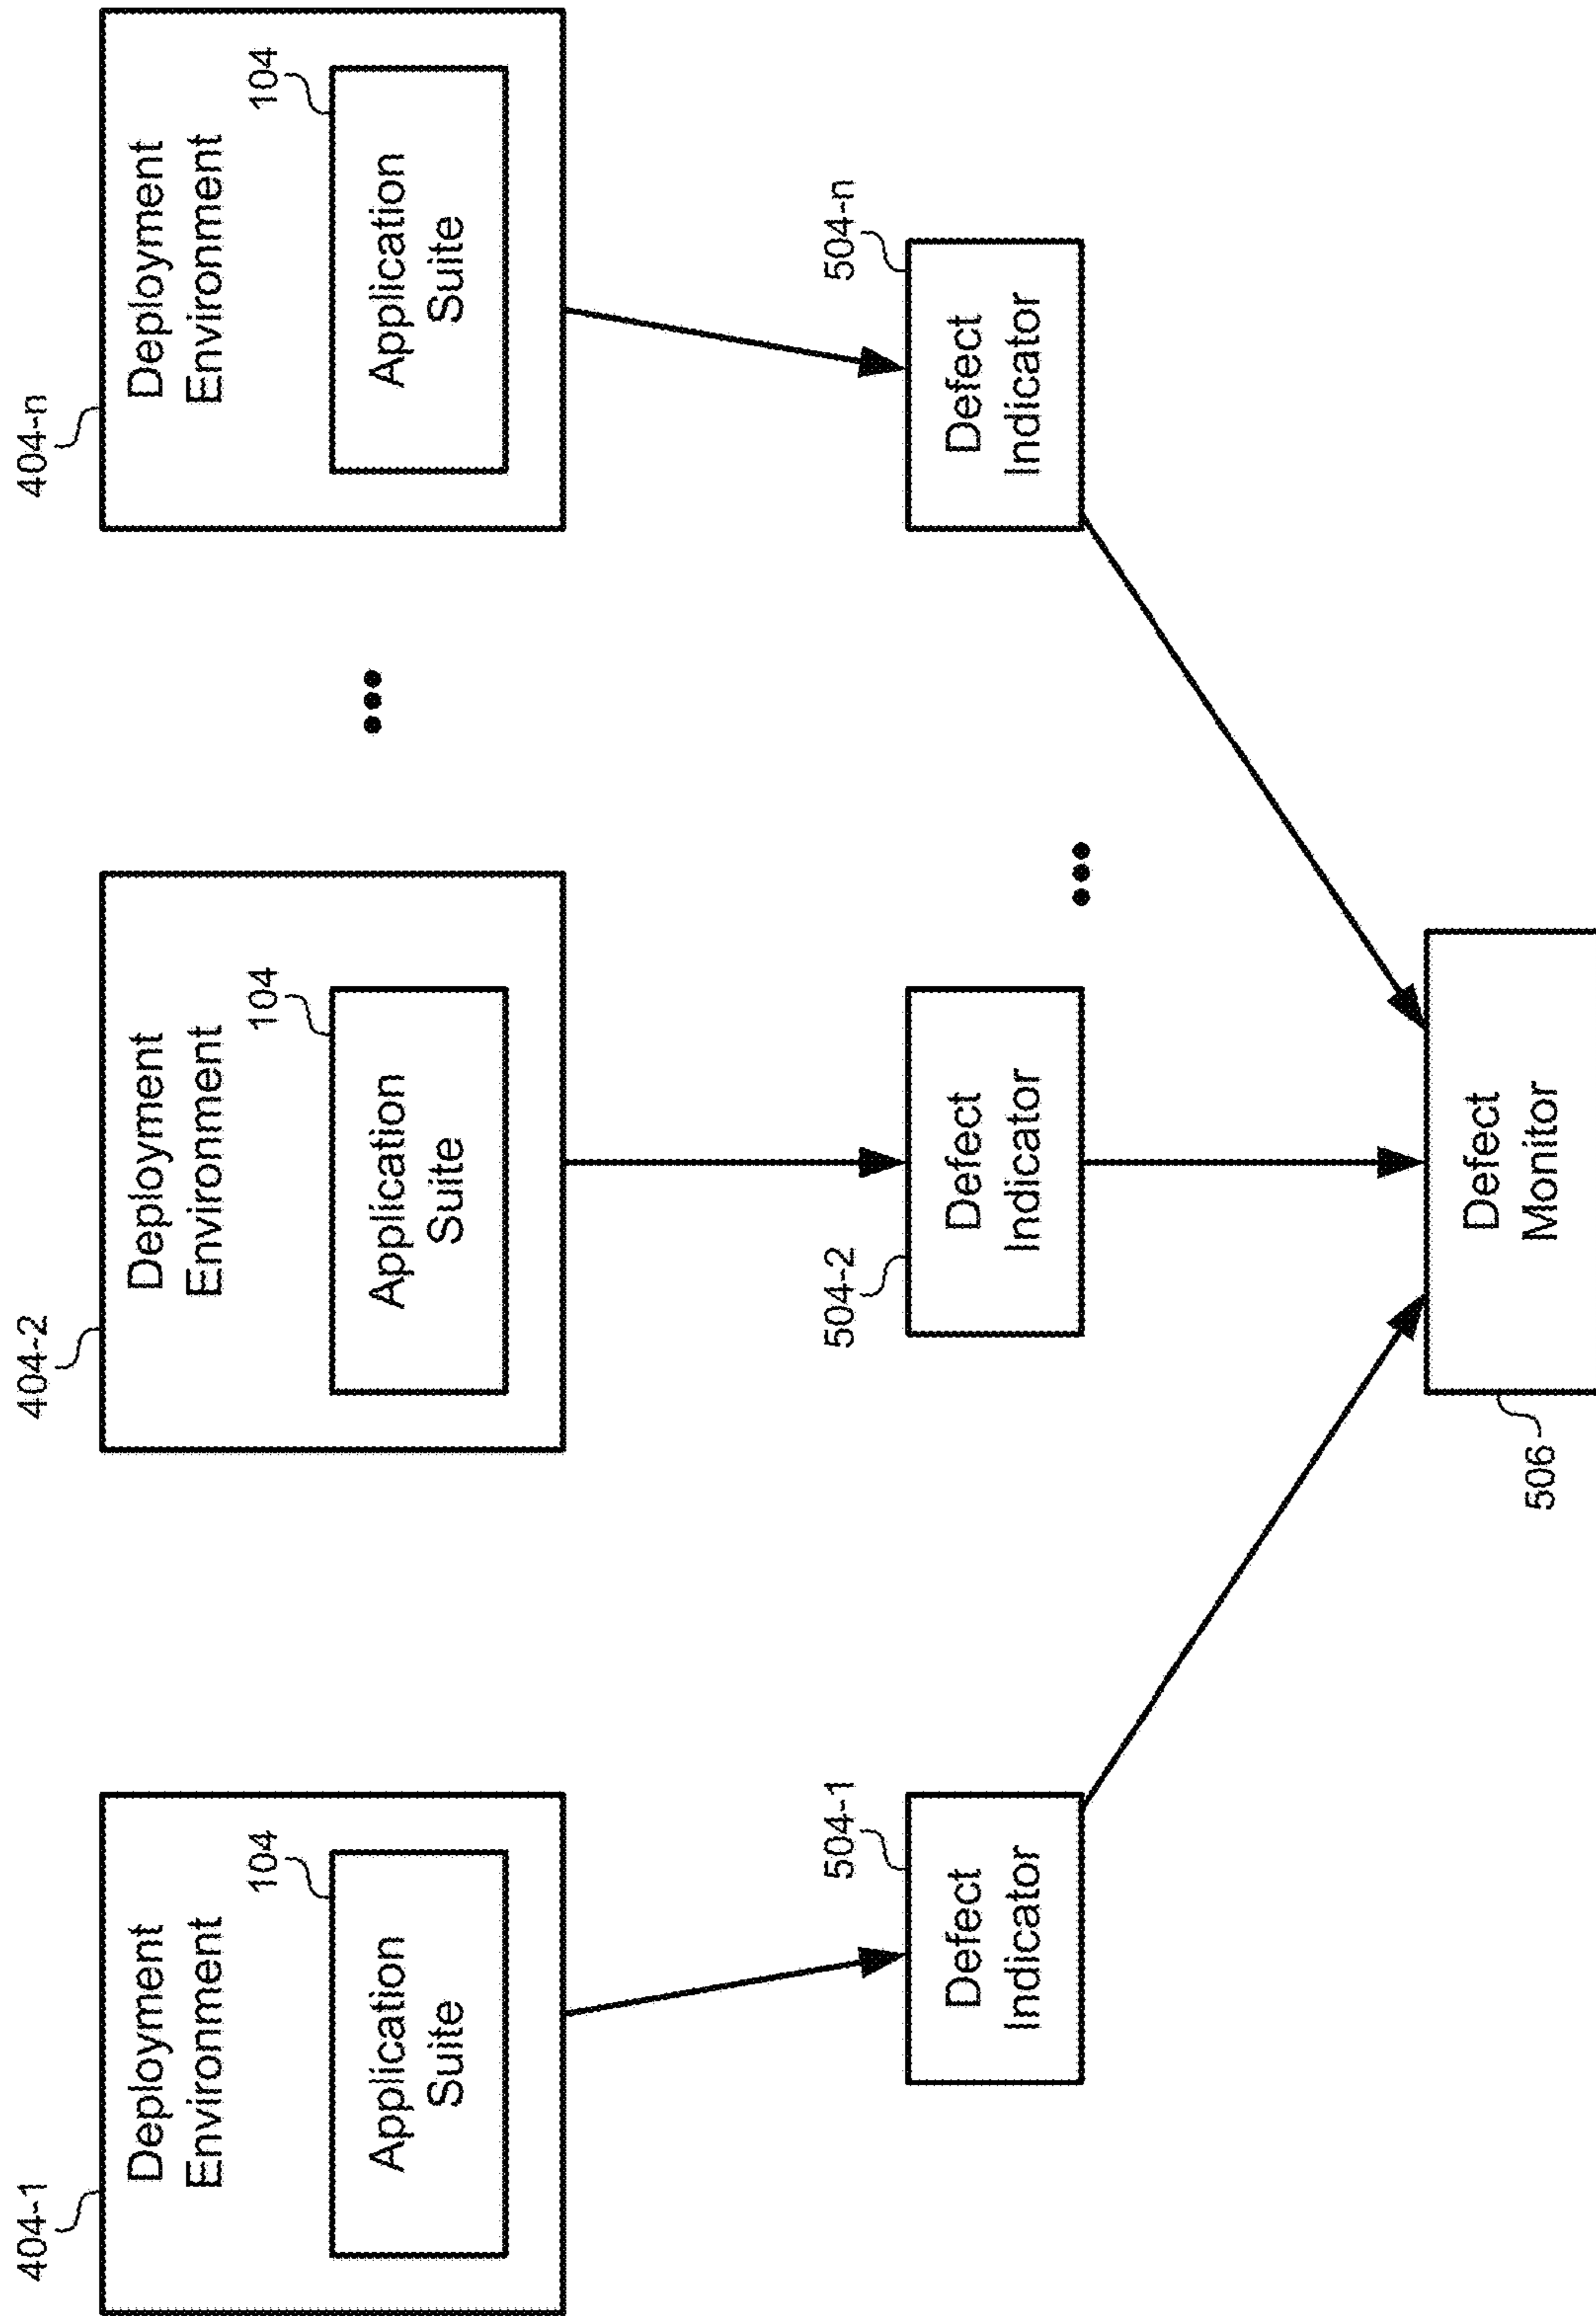 404-1
Deployment
Environment
104
Application
Suite
404-2
Deployment
Environment
104
Application
Suite
•••
404-n
Deployment
Environment
104
Application
Suite
504-1
Defect
Indicator
504-2
Defect
Indicator
•••
504-n
Defect
Indicator
506
Defect
Monitor